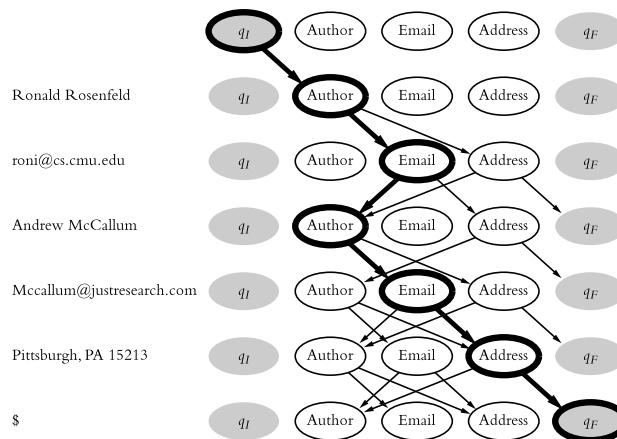 qI Author Email Address qF
Ronald Rosenfeld qI Author Email Address qF
roni@cs.cmu.edu qI Author Email Address qF
Andrew McCallum qI Author Email Address qF
Mccallum@justresearch.com qI Author Email Address qF
Pittsburgh, PA 15213 qI Author Email Address qF
$ qI Author Email Address qF